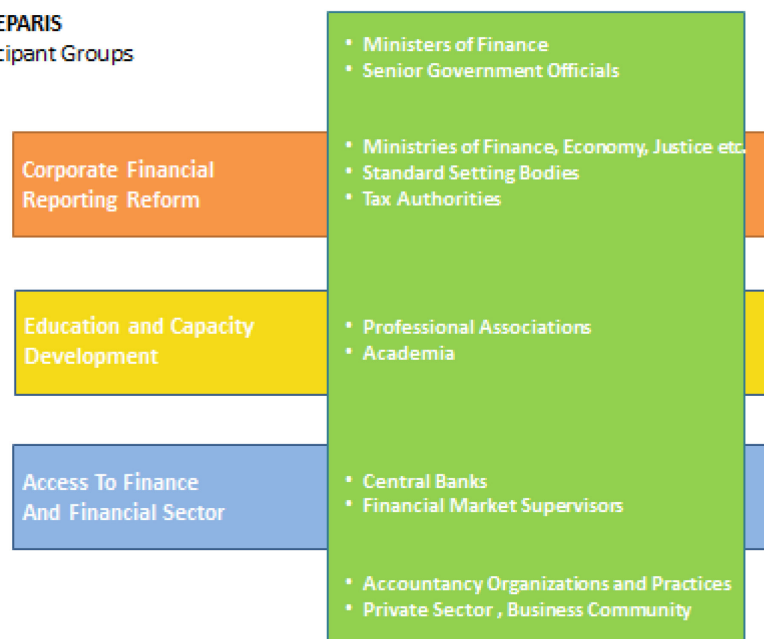 EPARIS
cipant Groups
• Ministers of Finance
• Senior Government Officials
Corporate Financial
Reporting Reform
• Ministries of Finance, Economy, Justice etc.
• Standard Setting Bodies
• Tax Authorities
Education and Capacity
Development
• Professional Associations
• Academia
Access To Finance
And Financial Sector
• Central Banks
• Financial Market Supervisors
• Accountancy Organizations and Practices
• Private Sector , Business Community